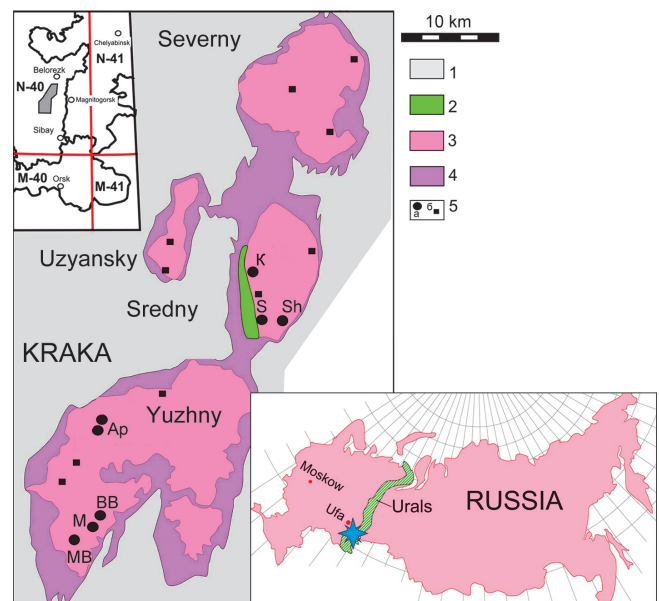 10 km
Severny
Chelyabinsk
N-41
Belorezk
N-40
Magnitogorsk
Sibay
M-40
Orsk
M-41
1
2
3
4
а
б
5
Uzyansky
K
Sredny
S
Sh
KRAKA
Yuzhny
Ap
BB
M
MB
Moskow
Ufa
Urals
RUSSIA